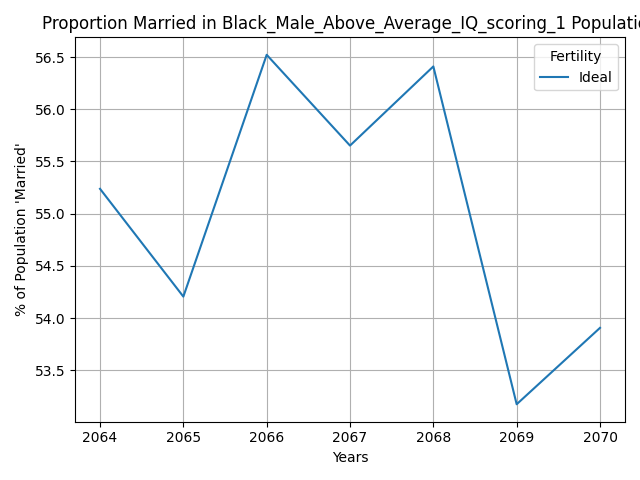 Proportion Married in Black_Male_Above_Average_IQ_scoring_1 Populatio
Fertility
Ideal
56.5
56.0
55.5
55.0
54.5
54.0
53.5
% of Population 'Married'
2064 2065 2066 2067 2068 2069 2070
Years